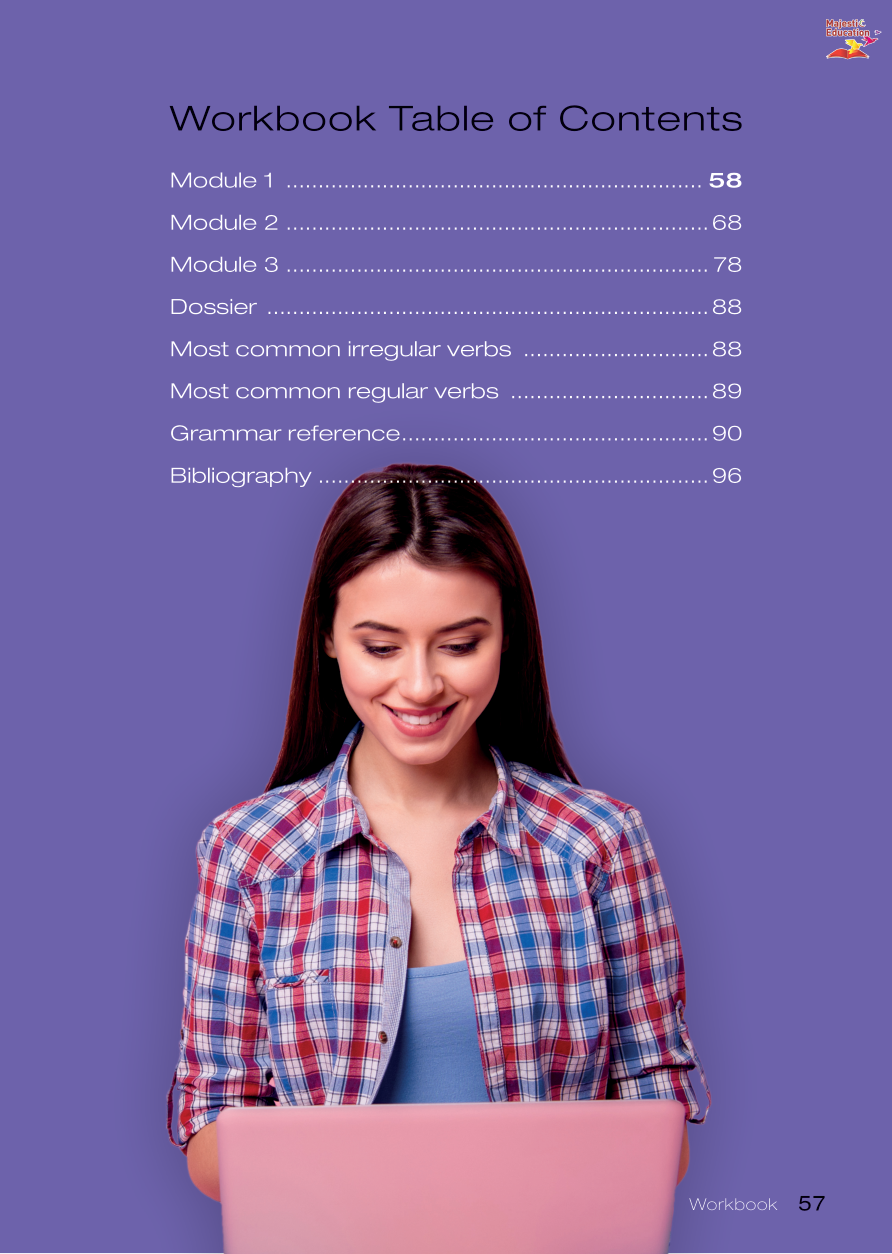 Majestic
Education
Workbook Table of Contents
Module 1 ................................................................. 58
Module 2 .................................................................. 68
Module 3 .................................................................. 78
Dossier ..................................................................... 88
Most common irregular verbs ............................. 88
Most common regular verbs ............................... 89
Grammar reference................................................ 90
Bibliography ............................................................. 96
Workbook 57